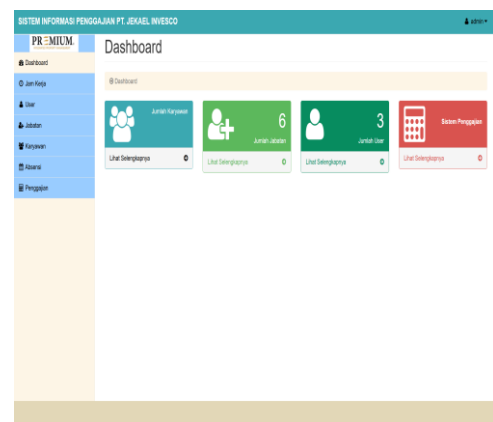 SISTEM INFORMASI PENGGAJIAN PT. JEKAEL INVESCO
admin
PREMIUM.
Dashboard
Dashboard
Jam Kerja
User
Jabatan
Karyawan
Absensi
Penggajian
Dashboard
Jumlah Karyawan
Lihat Selengkapnya
6
Jumlah Jabatan
Lihat Selengkapnya
3
Jumlah User
Lihat Selengkapnya
Sistem Penggajian
Lihat Selengkapnya